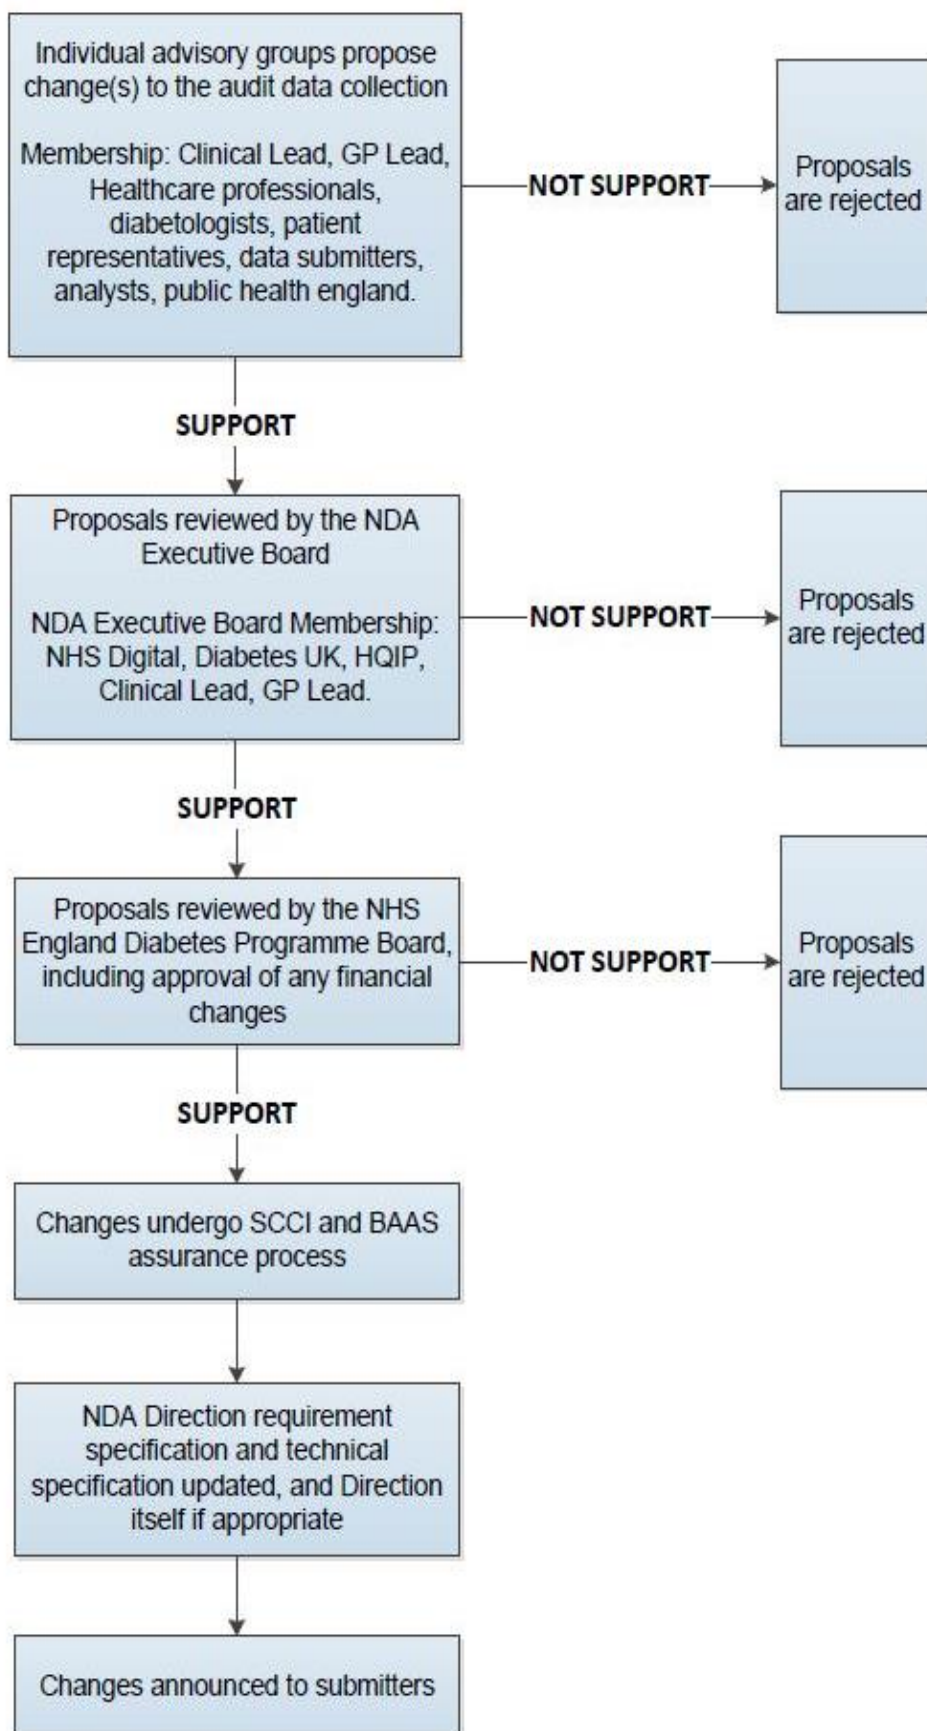 Individual advisory groups propose
change(s) to the audit data collection
Membership: Clinical Lead, GP Lead,
Healthcare professionals,
diabetologists, patient
representatives, data submitters,
analysts, public health england.
NOT SUPPORT
Proposals
are rejected
SUPPORT
Proposals reviewed by the NDA
Executive Board
NDA Executive Board Membership:
NHS Digital, Diabetes UK, HQIP,
Clinical Lead, GP Lead.
NOT SUPPORT
Proposals
are rejected
SUPPORT
Proposals reviewed by the NHS
England Diabetes Programme Board,
including approval of any financial
changes
NOT SUPPORT
Proposals
are rejected
SUPPORT
Changes undergo SCCI and BAAS
assurance process
NDA Direction requirement
specification and technical
specification updated, and Direction
itself if appropriate
Changes announced to submitters